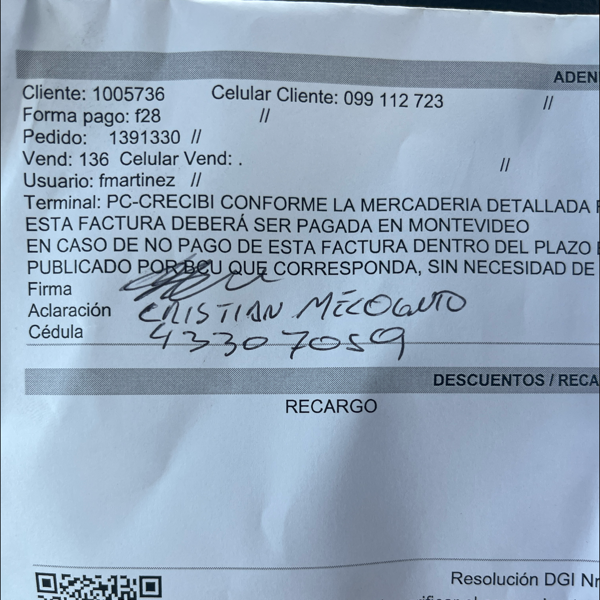 ADEN
Cliente: 1005736 Celular Cliente: 099 112 723 //
Forma pago: f28 //
Pedido: 1391330 //
Vend: 136 Celular Vend: . //
Usuario: fmartinez //
Terminal: PC-CRECIBI CONFORME LA MERCADERIA DETALLADA
ESTA FACTURA DEBERÁ SER PAGADA EN MONTEVIDEO
EN CASO DE NO PAGO DE ESTA FACTURA DENTRO DEL PLAZO
PUBLICADO POR BCU QUE CORRESPONDA, SIN NECESIDAD DE
Firma
Aclaración CRISTIAN
Cédula 43307059
DESCUENTOS / RECA
RECARGO
Resolución DGI Nr